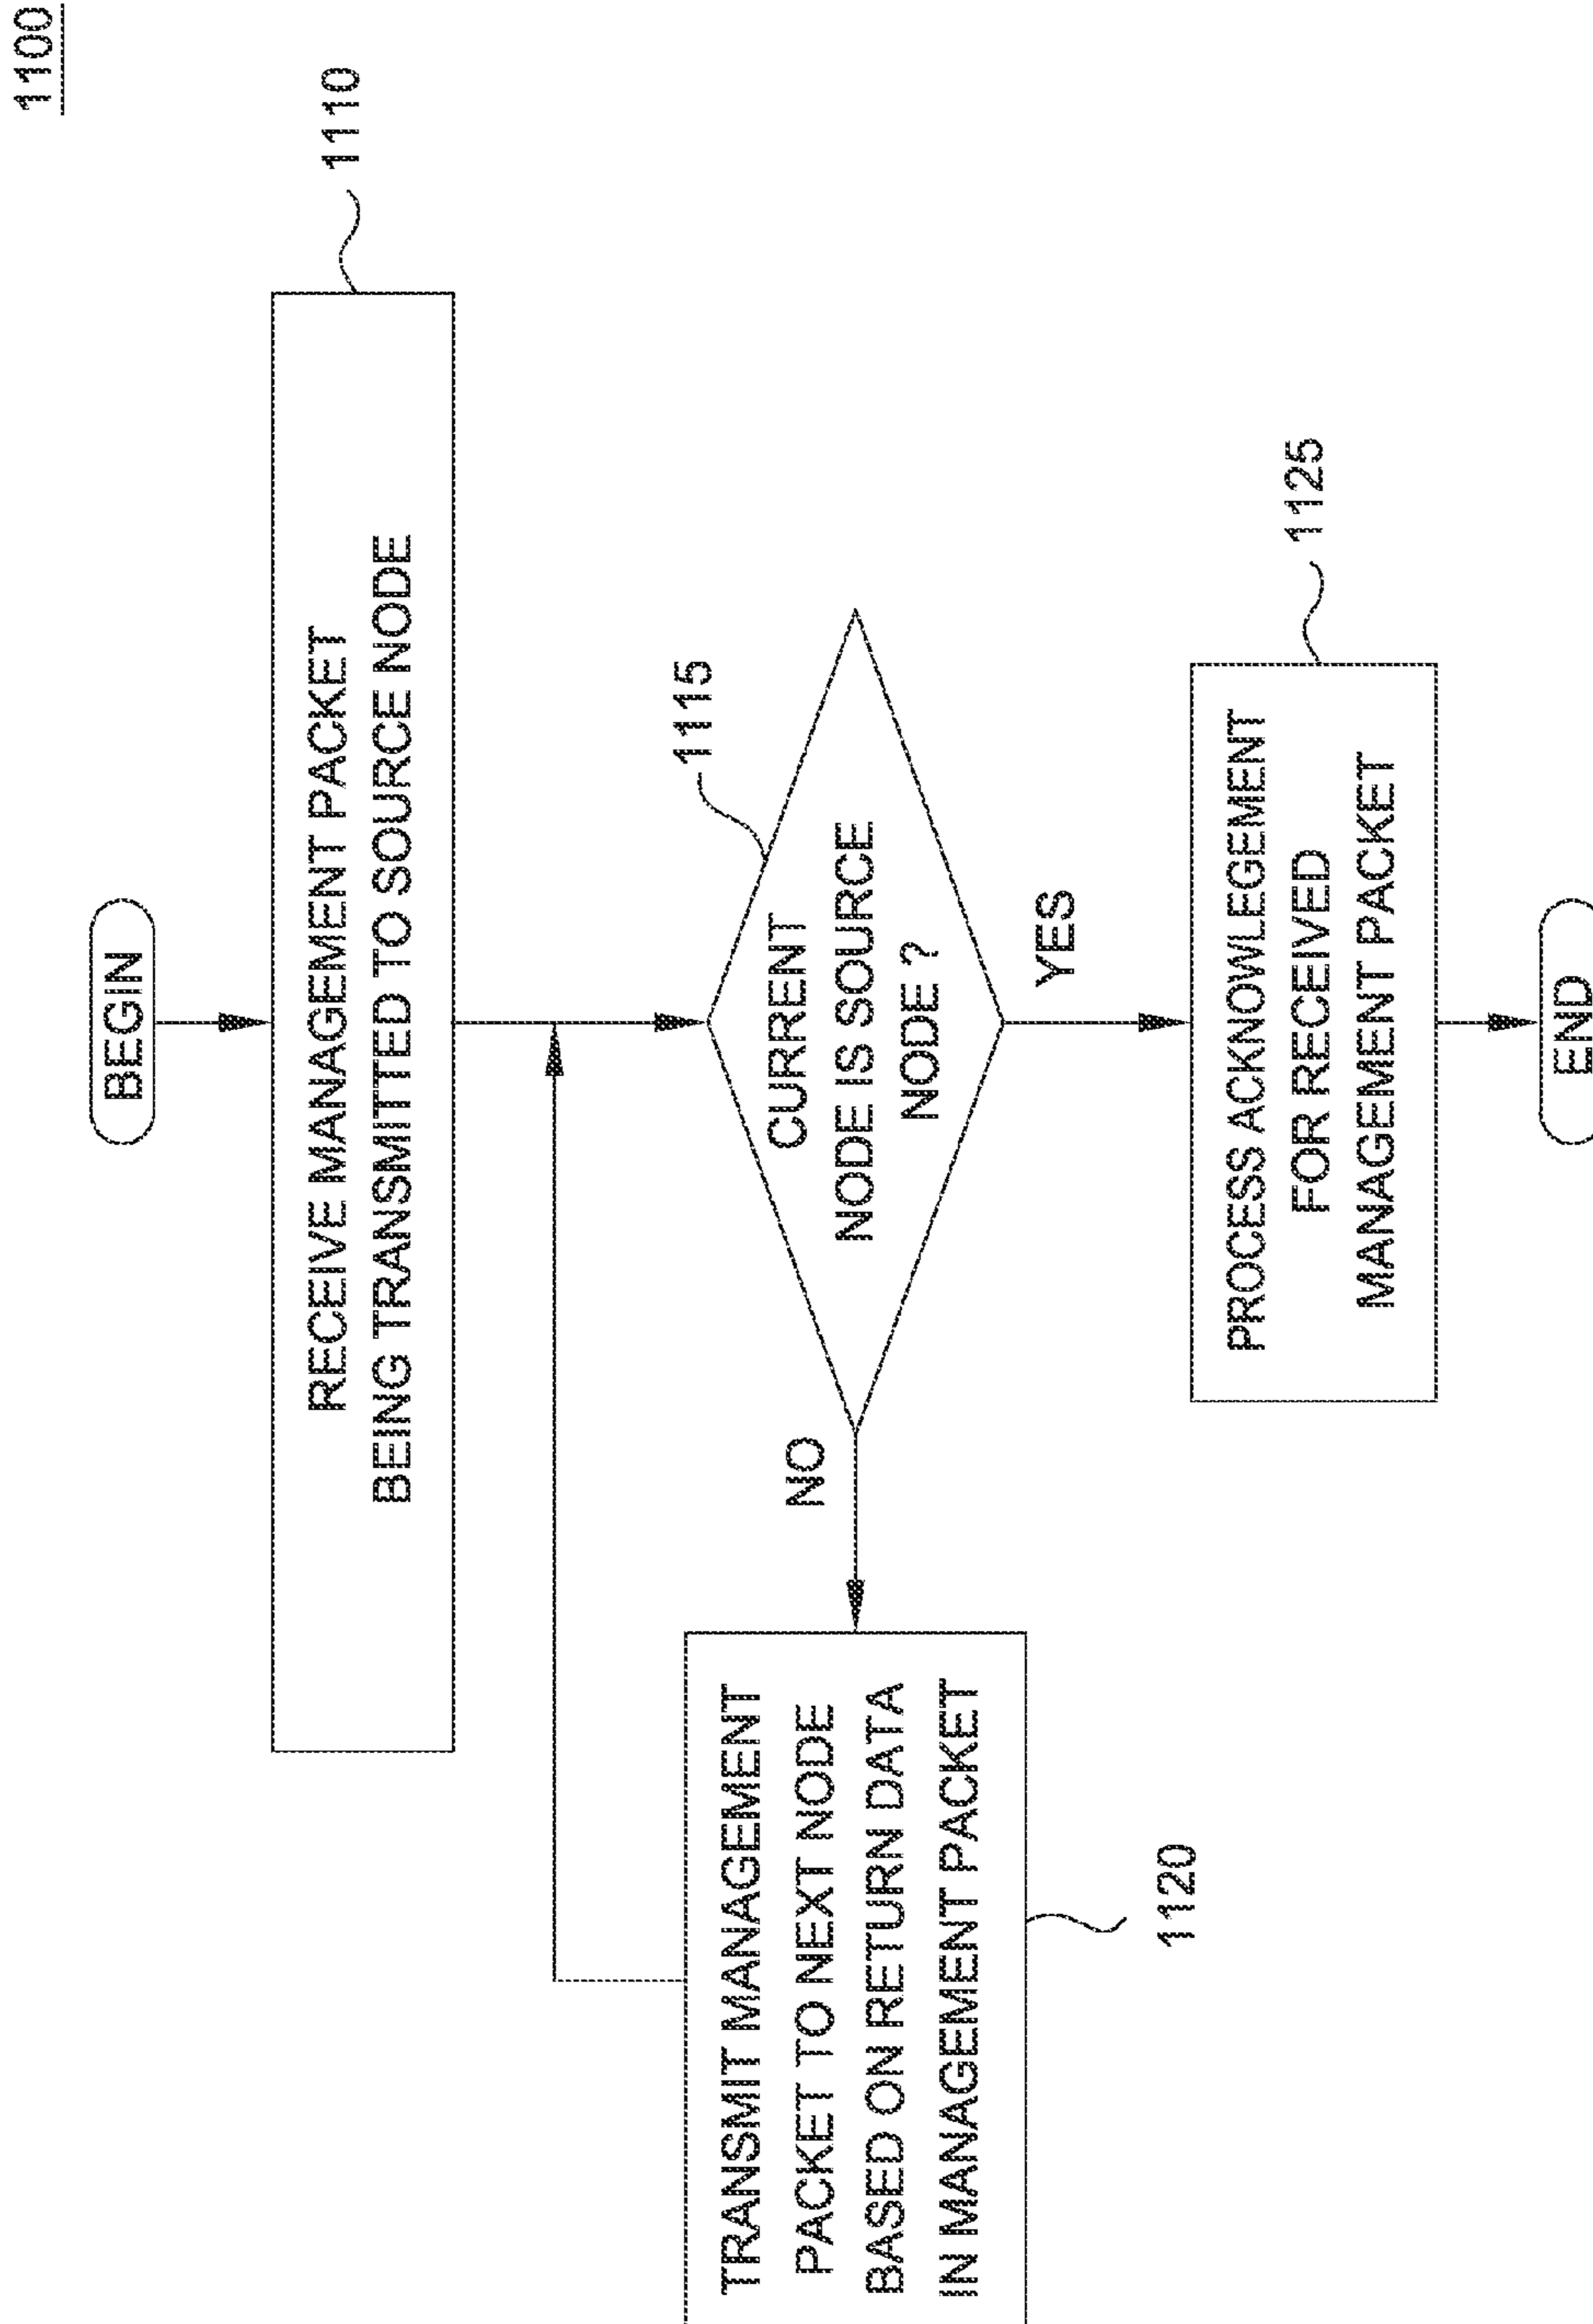 1100
BEGIN
RECEIVE MANAGEMENT PACKET
BEING TRANSMITTED TO SOURCE NODE
1110
CURRENT
NODE IS SOURCE
NODE ?
1115
NO
TRANSMIT MANAGEMENT
PACKET TO NEXT NODE
BASED ON RETURN DATA
IN MANAGEMENT PACKET
1120
YES
PROCESS ACKNOWLEGEMENT
FOR RECEIVED
MANAGEMENT PACKET
1125
END